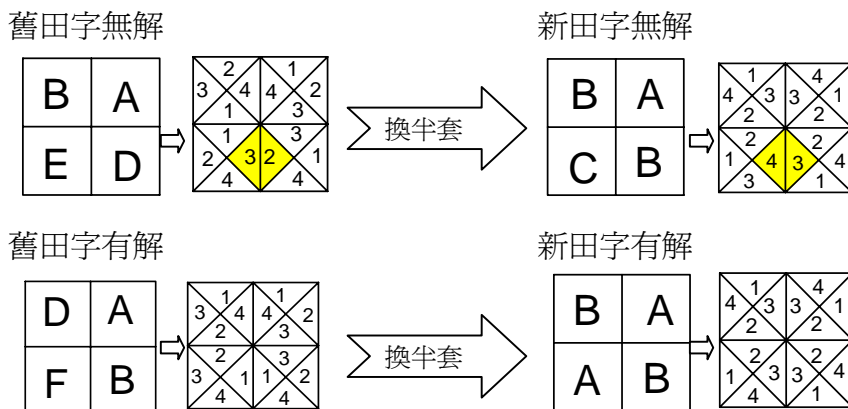 舊田字無解
B A
E D
2 1
3 4 4 2
1 3
1 3
2 3 2 1
4 4
換半套
新田字無解
B A
C B
1 4
4 3 3 1
2 2
2 2
1 4 3 4
3 1
舊田字有解
D A
F B
1 1
3 4 4 2
2 3
2 3
3 1 1 2
4 4
換半套
新田字有解
B A
A B
1 4
4 3 3 1
2 2
2 2
1 3 3 4
4 1